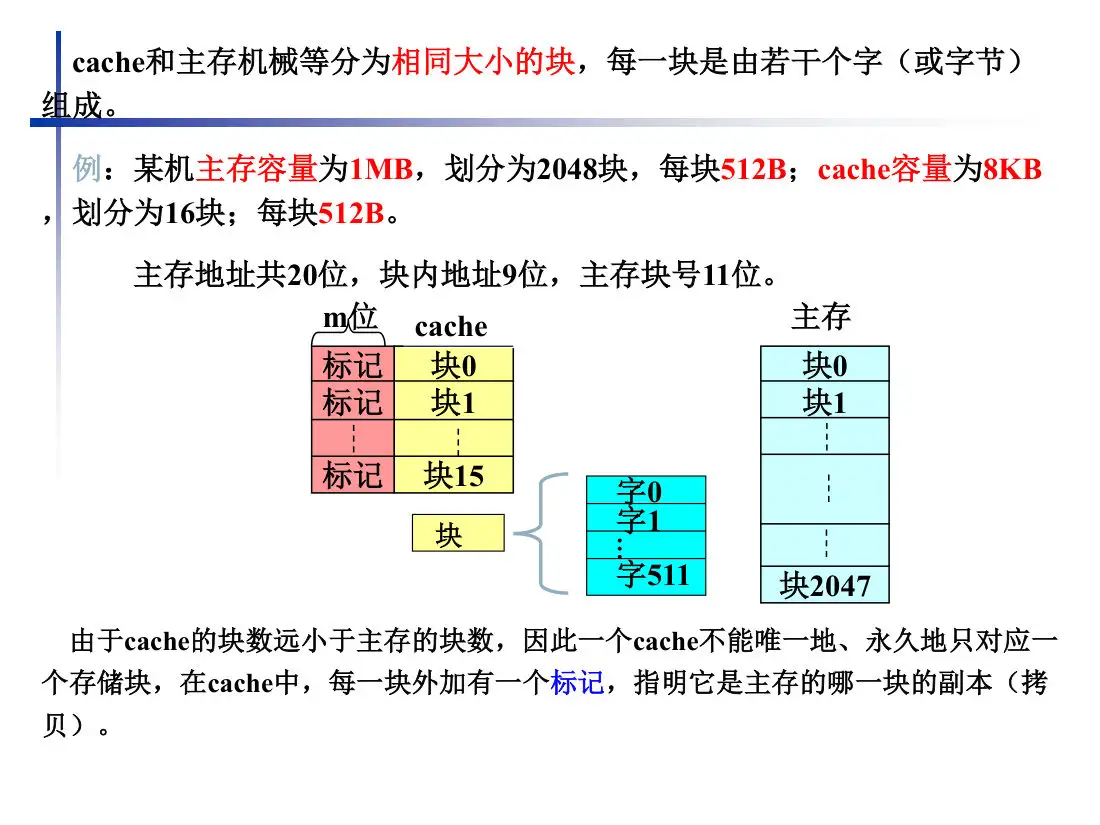 cache和主存机械等分为相同大小的块，每一块是由若干个字（或字节）
组成。
例：某机主存容量为1MB，划分为2048块，每块512B；cache容量为8KB
，划分为16块；每块512B。
主存地址共20位，块内地址9位，主存块号11位。
m位 cache 主存
标记 块0 块0
标记 块1 块1
标记 块15
字0
字1
块
字511 块2047
由于cache的块数远小于主存的块数，因此一个cache不能唯一地、永久地只对应一
个存储块，在cache中，每一块外加有一个标记，指明它是主存的哪一块的副本（拷
贝）。